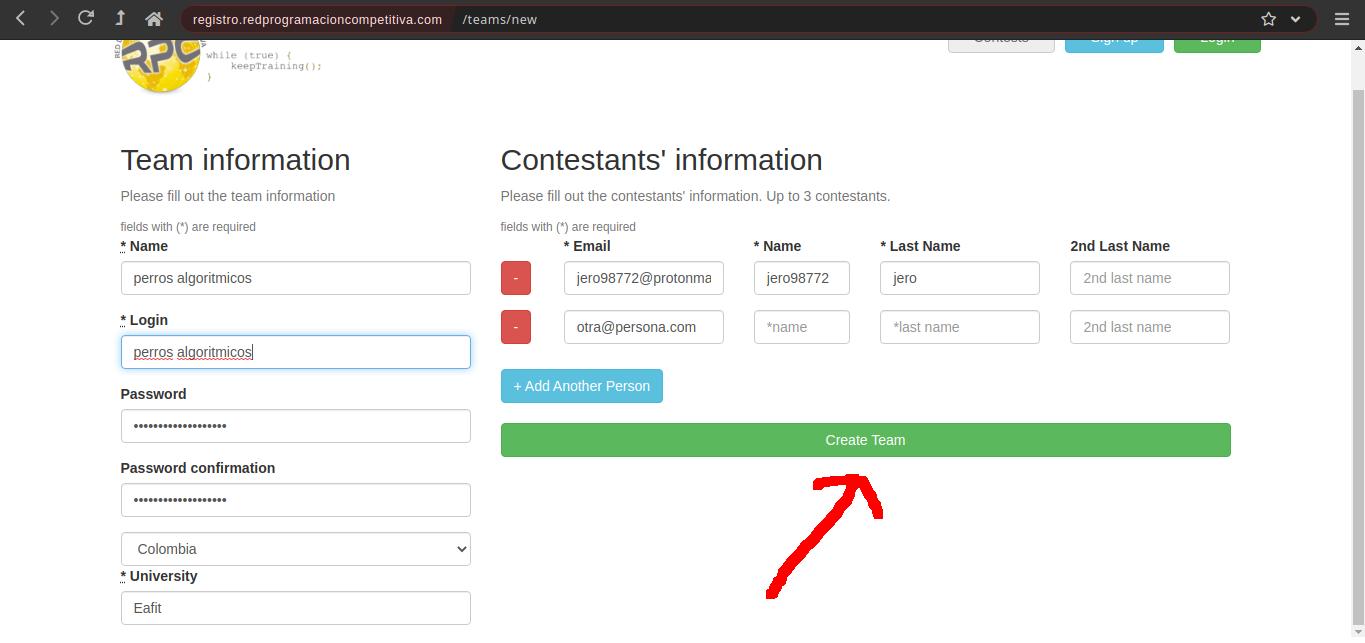 registro.redprogramacioncompetitiva.com /teams/new
Contests Sign up Login
RPC
while (true) {
keepTraining();
}
Team information
Please fill out the team information
fields with (*) are required
* Name
perros algoritmicos
* Login
perros algoritmicos
Password
•••••••••••••••••••
Password confirmation
•••••••••••••••••••
Colombia
* University
Eafit
Contestants' information
Please fill out the contestants' information. Up to 3 contestants.
fields with (*) are required
* Email * Name * Last Name 2nd Last Name
- jero98772@protonma jero98772 jero 2nd last name
- otra@persona.com *name *last name 2nd last name
+ Add Another Person
Create Team